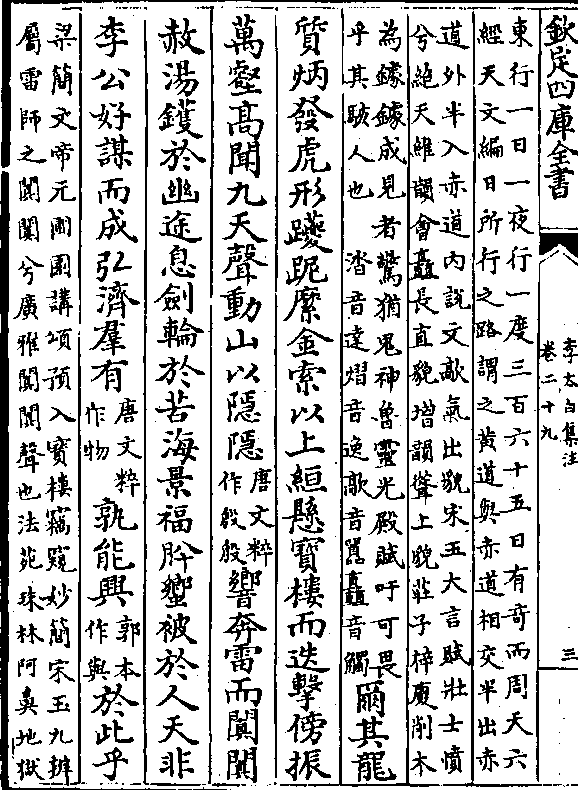 欽定四庫全書
李太白集注
卷二十九
三
東行一日一夜行一度三百六十五日有奇而周天六
經天文編日所行之路謂之黃道與赤道相交半出赤
道外半入赤道内説文歊氣出貌宋玉大言賦壯士憤
兮絶天維韻會矗長直貌増韻聳上貌莊子梓慶削木
為鐻鐻成見者驚猶鬼神魯靈光殿賦吁可畏
乎其駭人也　㳫音達熠音逸歊音囂矗音觸
爾其龍
質炳發虎形躨跜縻金索以上絙懸寶樓而迭擊傍振
萬壑高聞九天聲動山以隠隠
唐文粹
作殷殷
響奔雷而闐闐
赦湯鑊於幽途息劍輪於苦海景福肸蠁被於人天非
李公好謀而成弘濟羣有
唐文粹
作物
孰能興
郭本
作與
於此乎
梁簡文帝元圃園講頌預入寶樓竊窺妙簡宋玉九辨
屬雷師之闐闐兮廣雅闐闐聲也法苑珠林阿鼻地獄